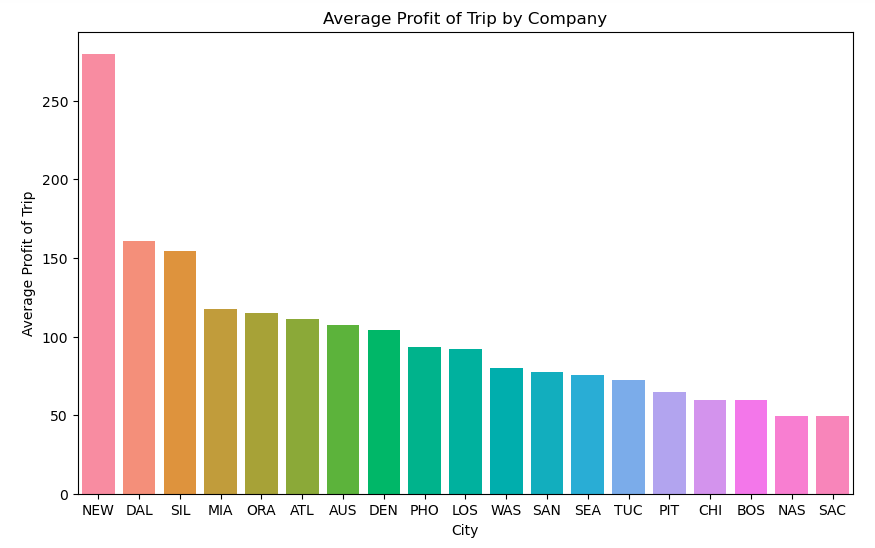 Average Profit of Trip by Company
Average Profit of Trip
250
200
150
100
50
0
NEW DAL SIL MIA ORA ATL AUS DEN PHO LOS WAS SAN SEA TUC PIT CHI BOS NAS SAC
City